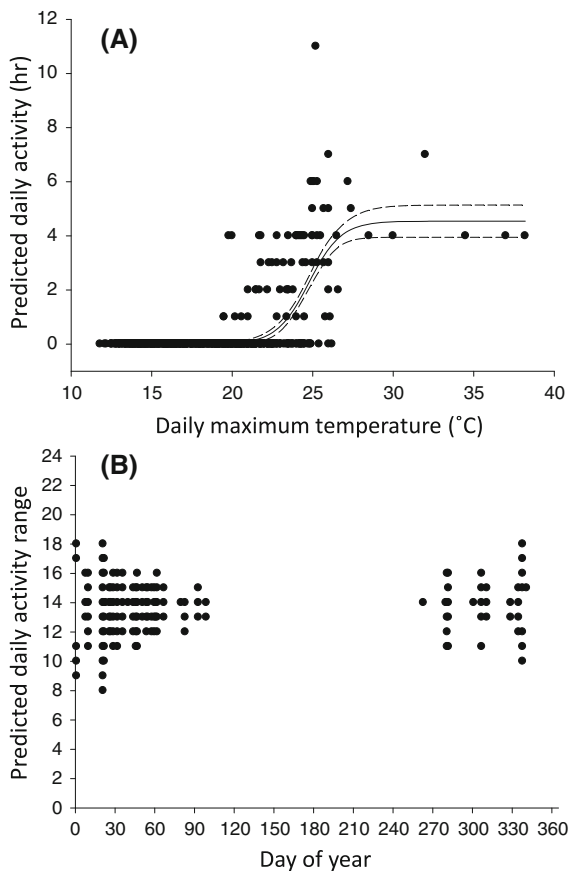 (A)
Predicted daily activity (hr)
12
10
8
6
4
2
0
10 15 20 25 30 35 40
Daily maximum temperature (˚C)
(B)
Predicted daily activity range
24
22
20
18
16
14
12
10
8
6
4
2
0
0 30 60 90 120 150 180 210 240 270 300 330 360
Day of year